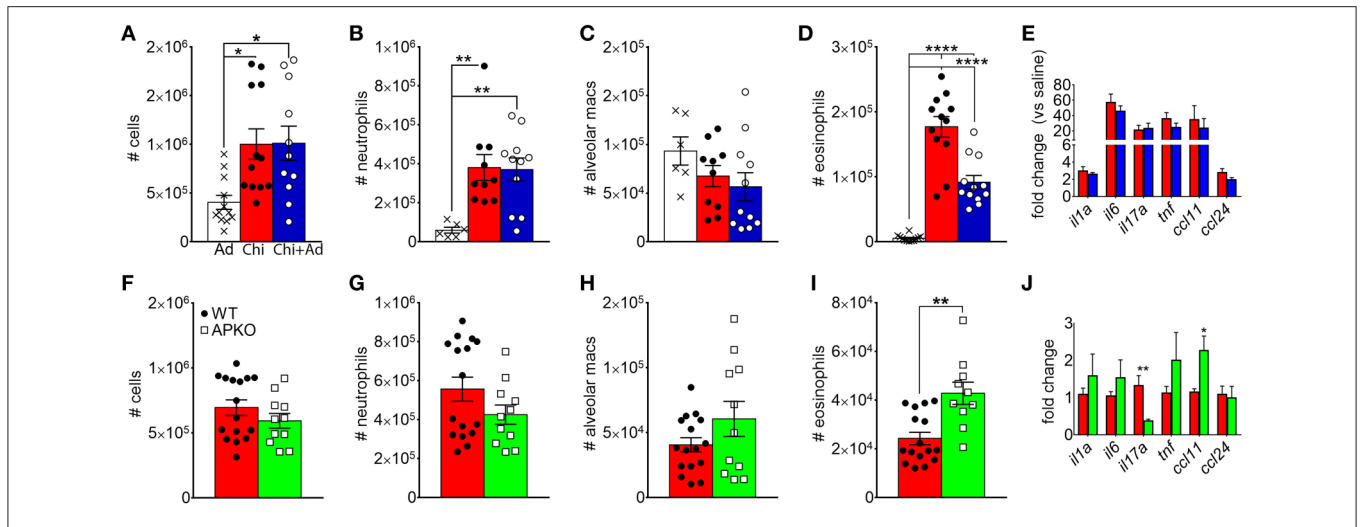 A
2×10⁶
2×10⁶
1×10⁶
5×10⁵
0
# cells
*
*
Ad Chi Chi+Ad
B
1×10⁶
8×10⁵
6×10⁵
4×10⁵
2×10⁵
0
# neutrophils
**
**
C
2×10⁵
2×10⁵
1×10⁵
5×10⁴
0
# alveolar macs
D
3×10⁵
2×10⁵
1×10⁵
0
# eosinophils
****
****
E
80
60
40
20
6
4
2
0
fold change (vs saline)
il1a il6 il17a tnf ccl11 ccl24
F
2×10⁶
1×10⁶
5×10⁵
0
# cells
WT
APKO
G
1×10⁶
8×10⁵
6×10⁵
4×10⁵
2×10⁵
0
# neutrophils
H
2×10⁵
1×10⁵
5×10⁴
0
# alveolar macs
I
8×10⁴
6×10⁴
4×10⁴
2×10⁴
0
# eosinophils
**
J
3
2
1
0
fold change
**
*
il1a il6 il17a tnf ccl11 ccl24